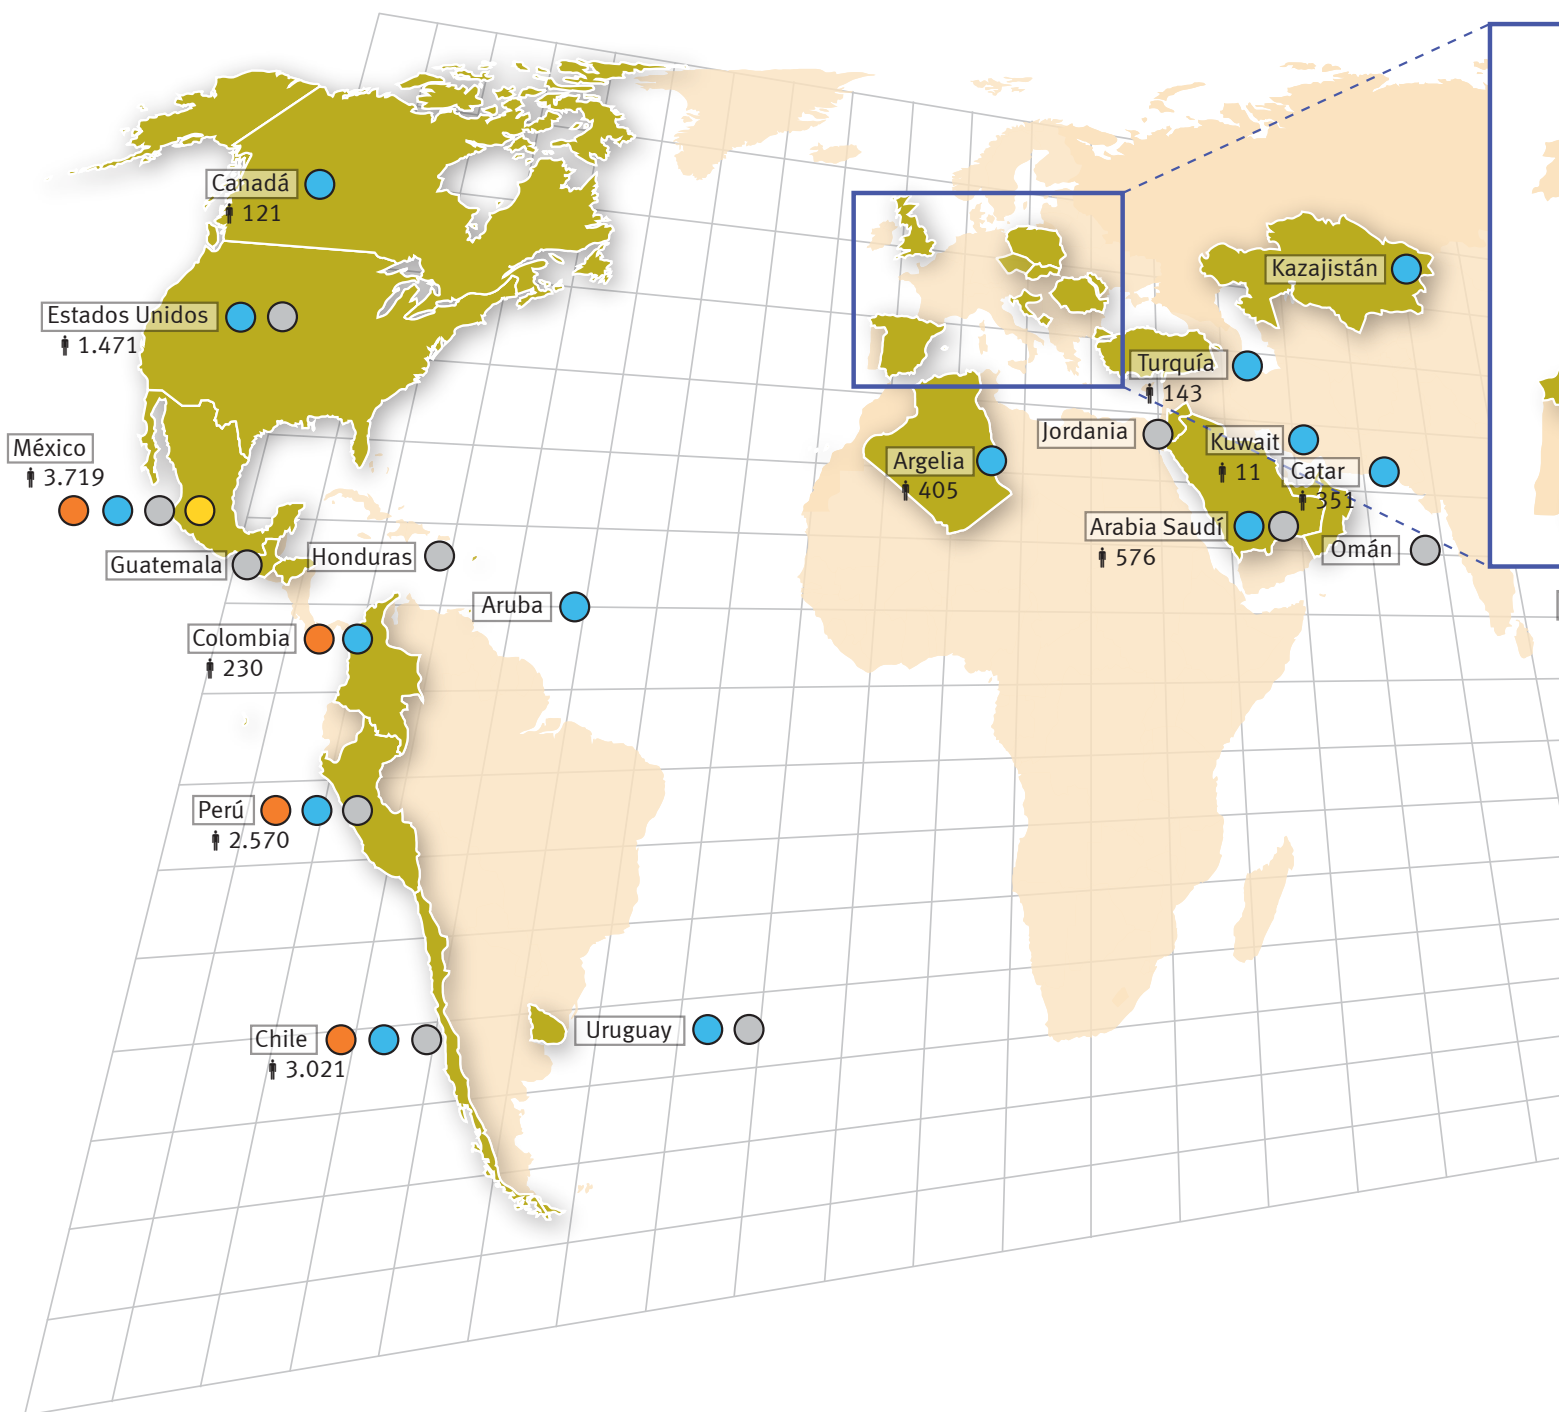 Canadá
121
Estados Unidos
1.471
México
3.719
Guatemala
Honduras
Aruba
Colombia
230
Perú
2.570
Chile
3.021
Uruguay
Kazajistán
Turquía
143
Jordania
Kuwait
11
Catar
351
Argelia
405
Arabia Saudí
576
Omán